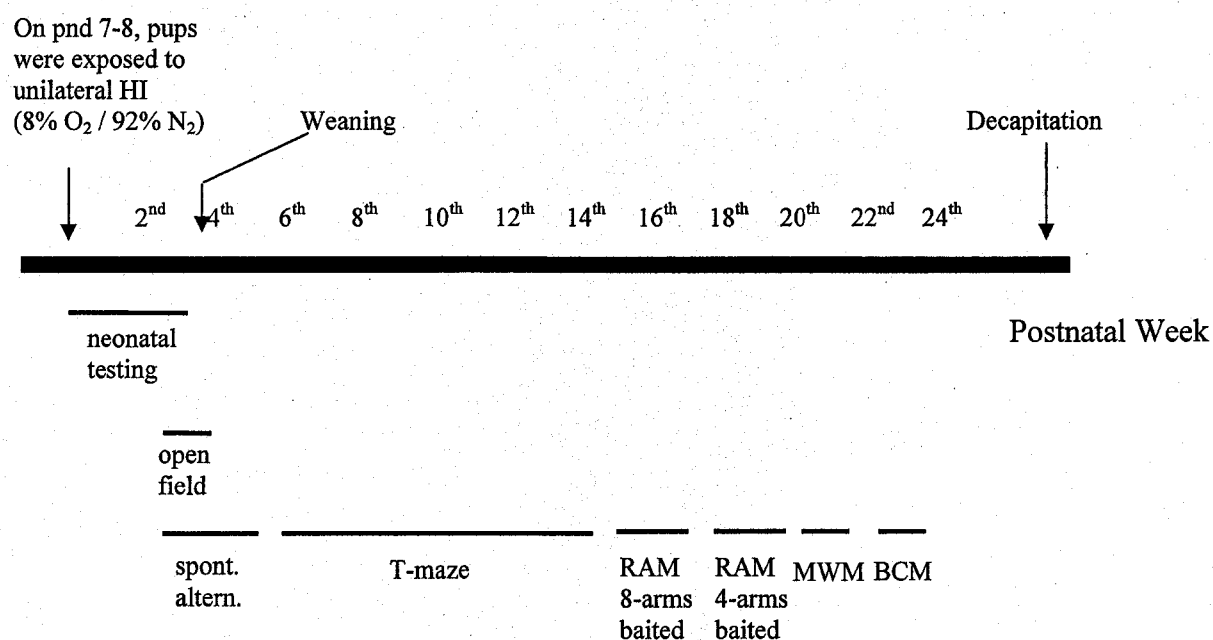 On pnd 7-8, pups
were exposed to
unilateral HI
(8% O₂ / 92% N₂)
Weaning
Decapitation
2nd 4th 6th 8th 10th 12th 14th 16th 18th 20th 22nd 24th
neonatal
testing
Postnatal Week
open
field
spont.
altern.
T-maze
RAM
8-arms
baited
RAM
4-arms
baited
MWM
BCM